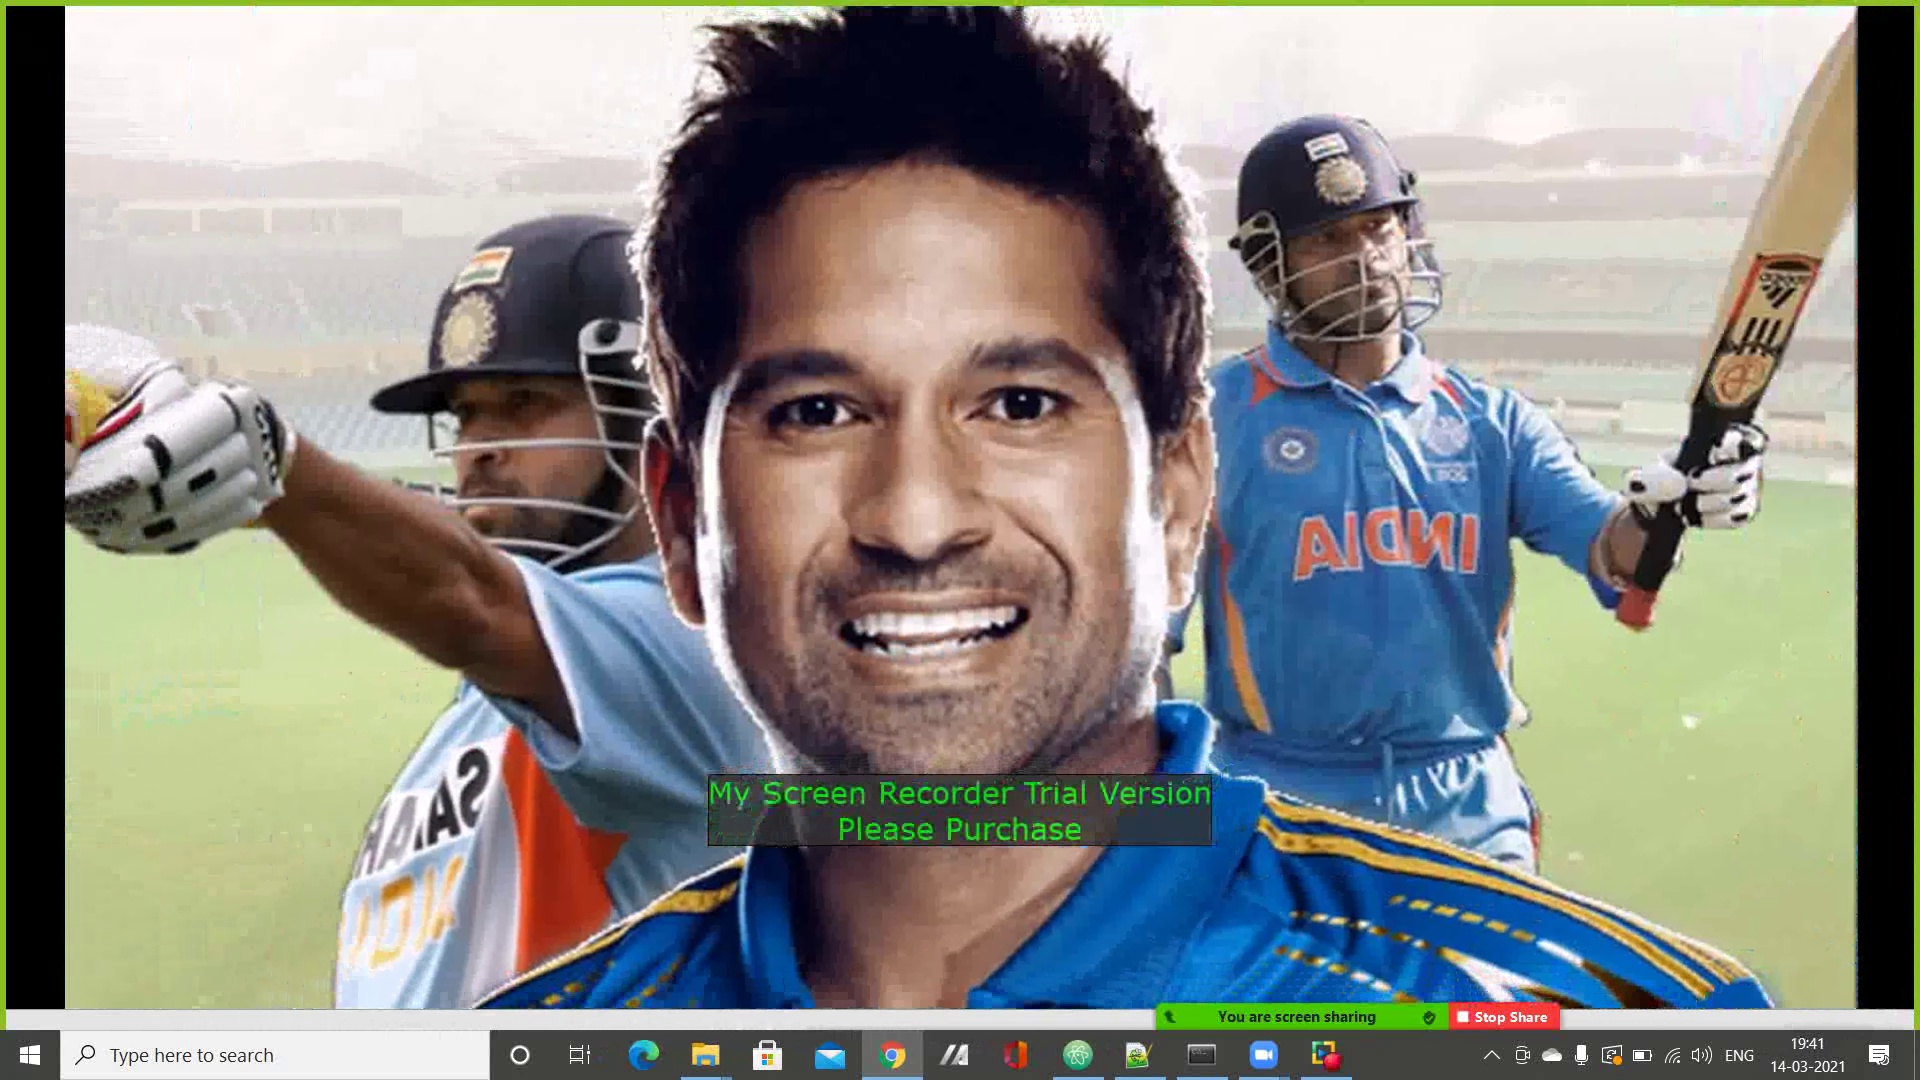 INDIA
SAHARA
My Screen Recorder Trial Version
Please Purchase
You are screen sharing
Stop Share
Type here to search
ENG
19:41
14-03-2021